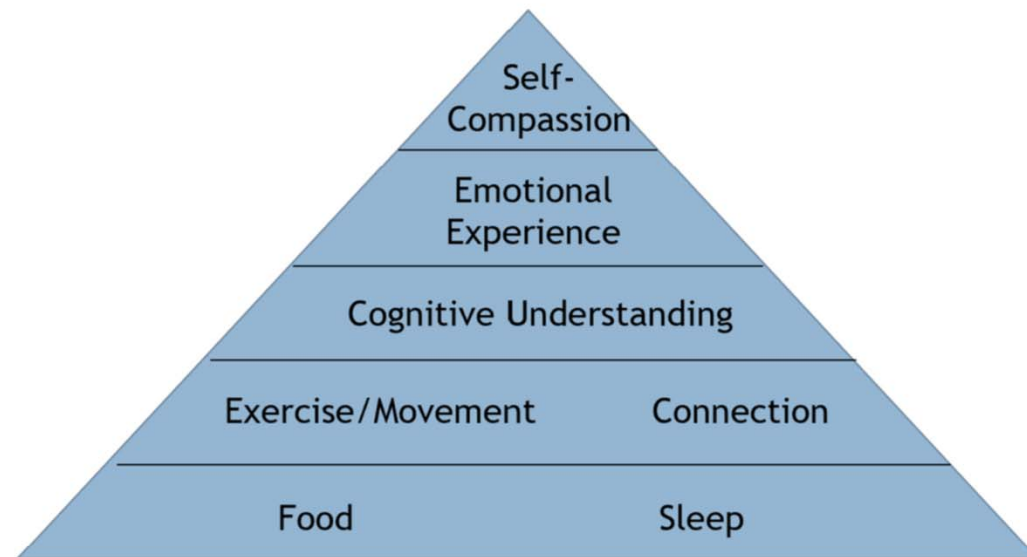 Self-
Compassion
Emotional
Experience
Cognitive Understanding
Exercise/Movement Connection
Food Sleep